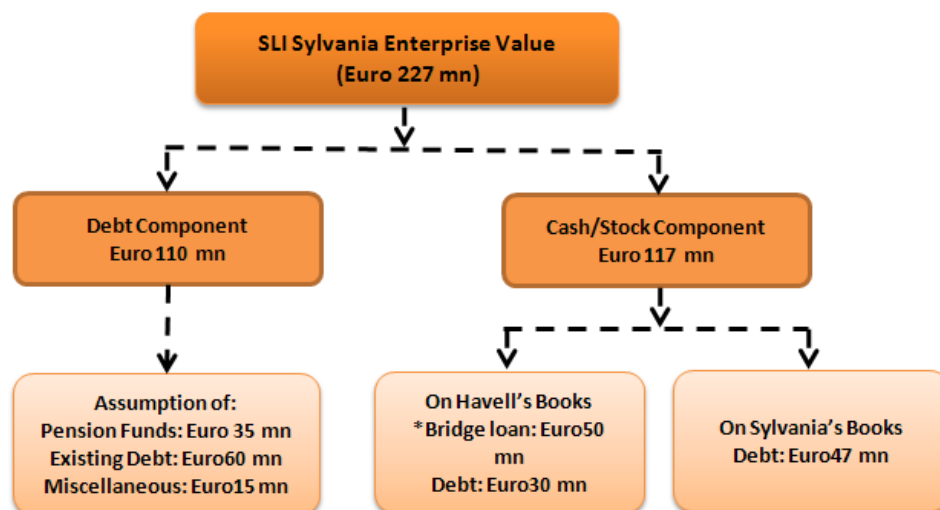 SLI Sylvania Enterprise Value
(Euro 227 mn)
Debt Component
Euro 110 mn
Cash/Stock Component
Euro 117 mn
Assumption of:
Pension Funds: Euro 35 mn
Existing Debt: Euro60 mn
Miscellaneous: Euro15 mn
On Havell's Books
*Bridge loan: Euro50
mn
Debt: Euro30 mn
On Sylvania's Books
Debt: Euro47 mn